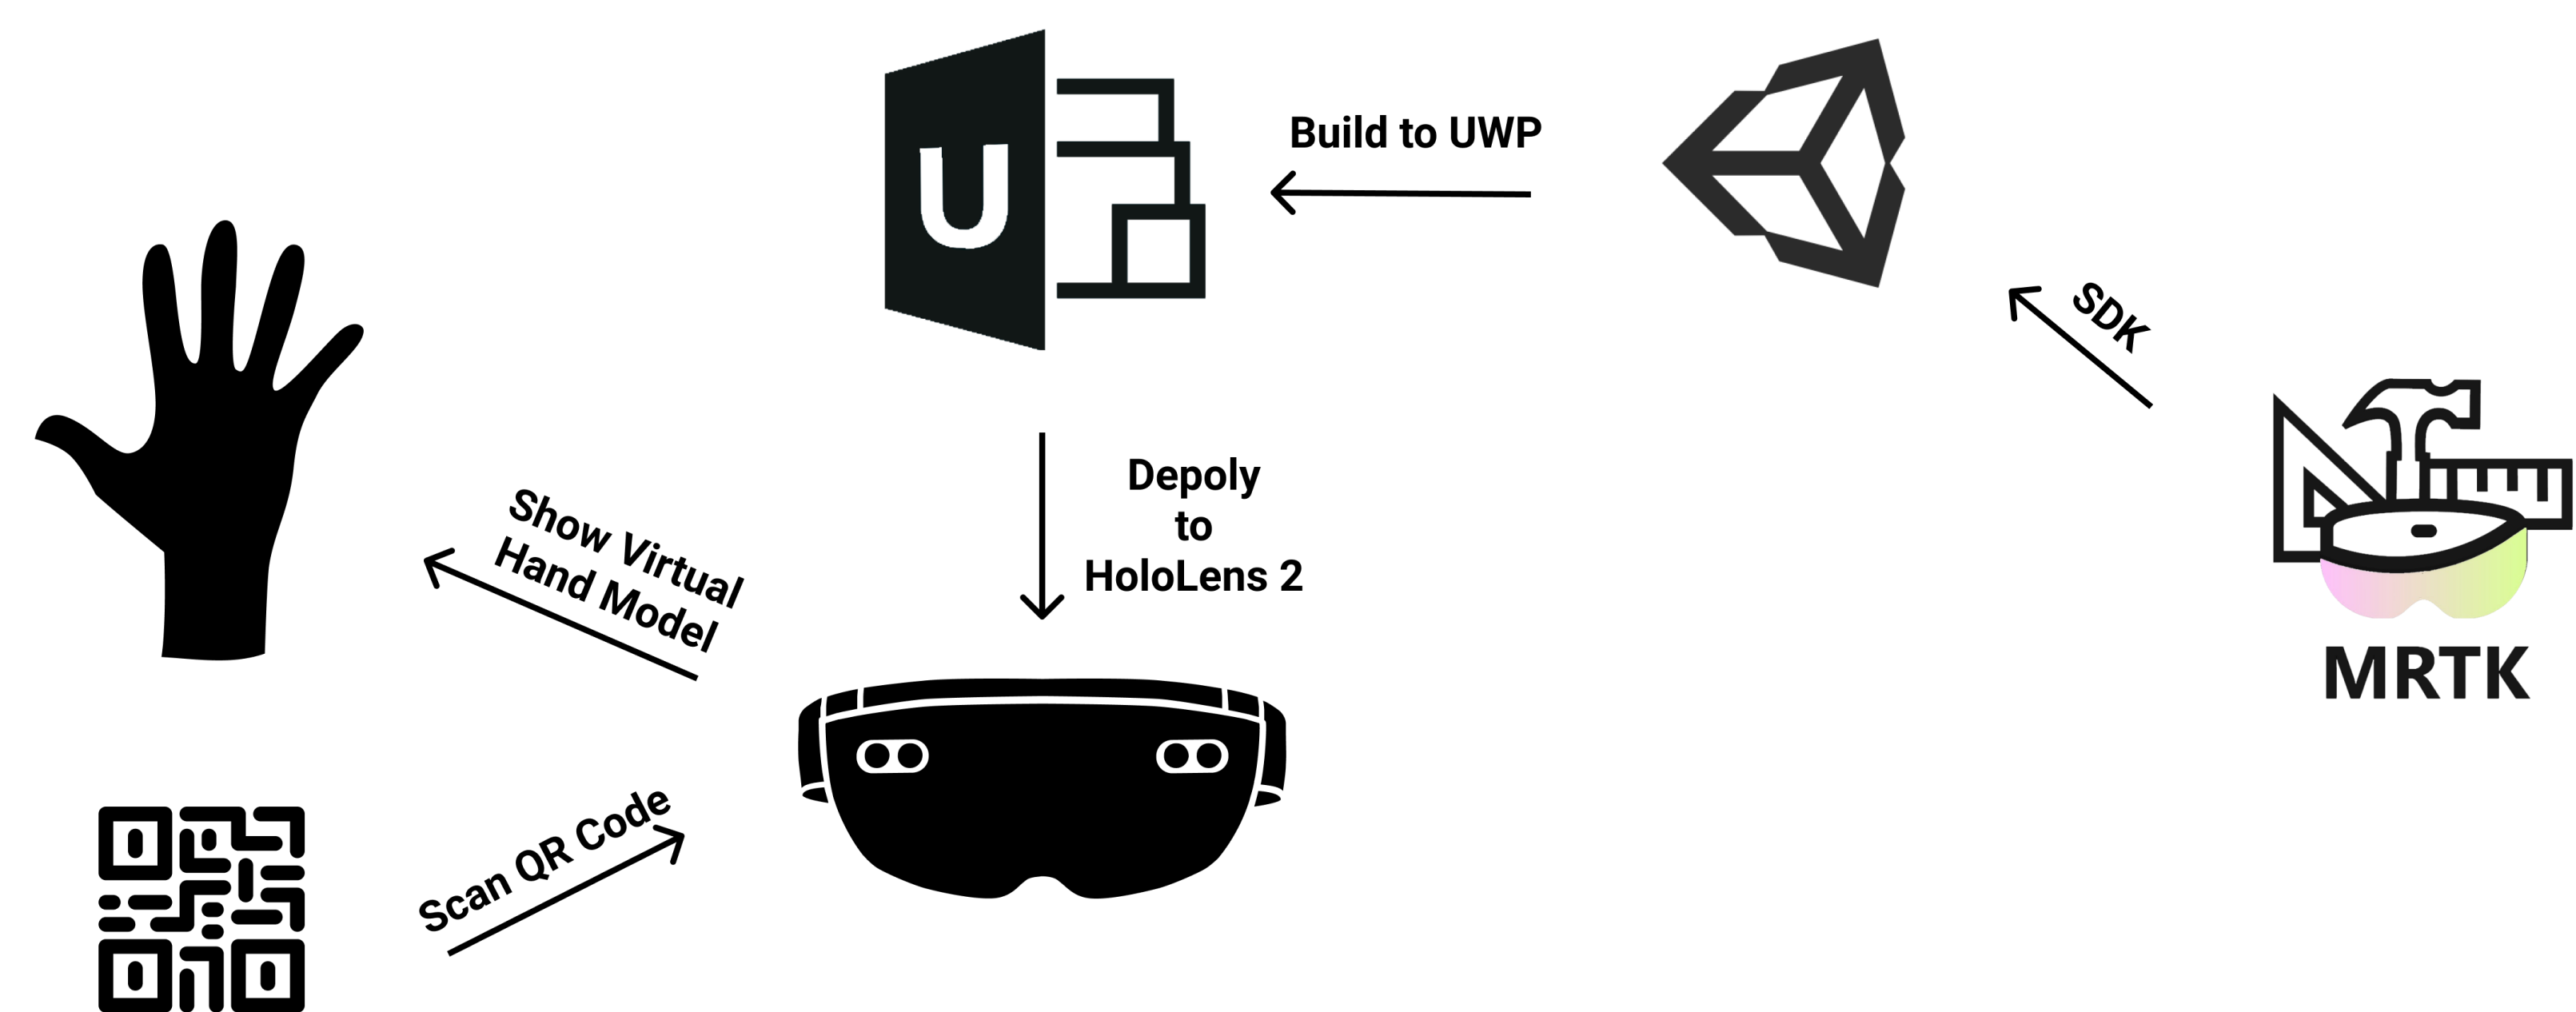 U
Build to UWP
SDK
Depoly
to
HoloLens 2
Show Virtual
Hand Model
MRTK
Scan QR Code